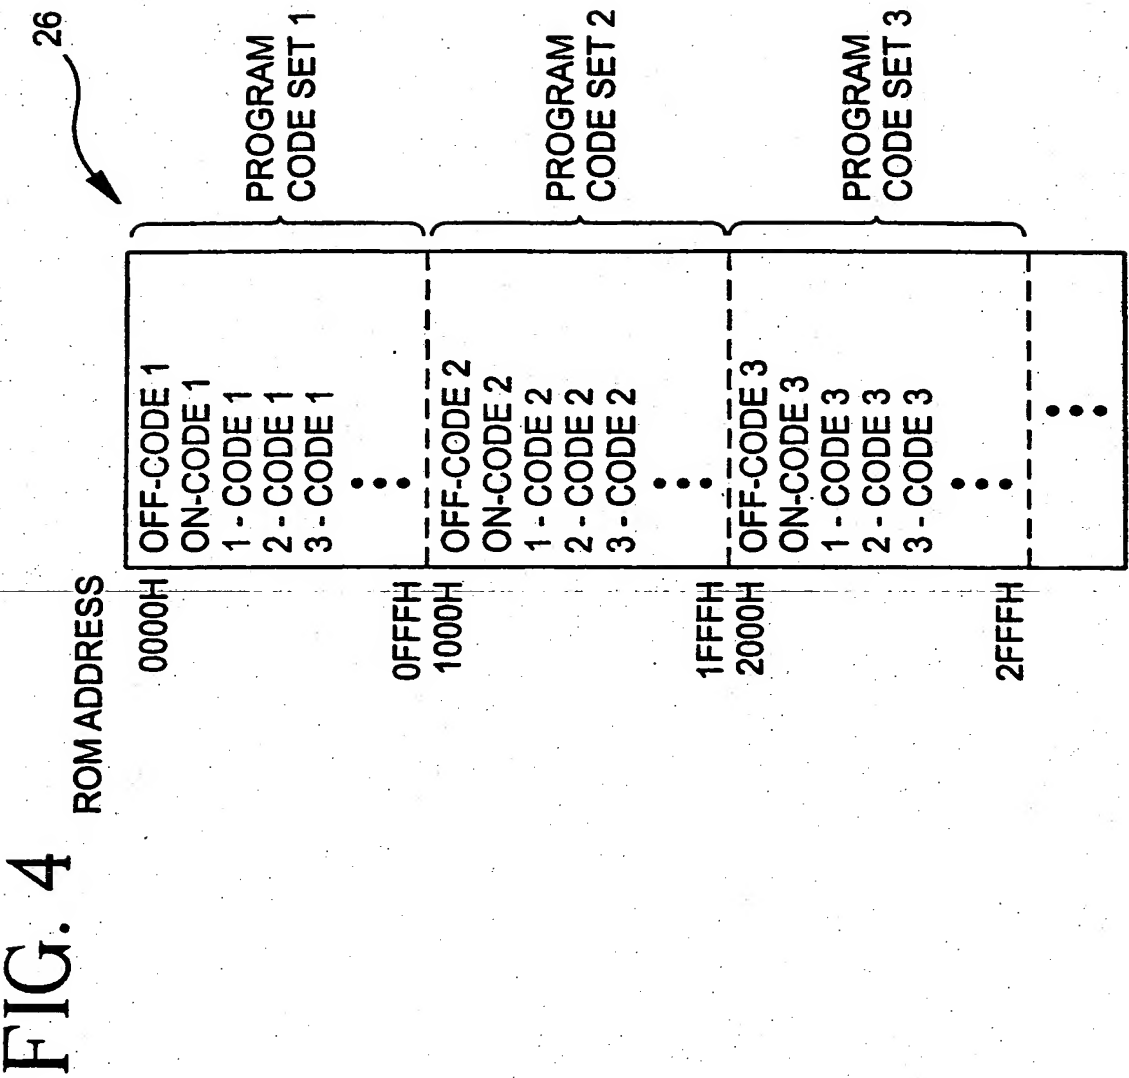 FIG. 4
26
ROM ADDRESS
0000H
OFF-CODE 1
ON-CODE 1
1 - CODE 1
2 - CODE 1
3 - CODE 1
0FFFH
PROGRAM
CODE SET 1
1000H
OFF-CODE 2
ON-CODE 2
1 - CODE 2
2 - CODE 2
3 - CODE 2
1FFFH
PROGRAM
CODE SET 2
2000H
OFF-CODE 3
ON-CODE 3
1 - CODE 3
2 - CODE 3
3 - CODE 3
2FFFH
PROGRAM
CODE SET 3